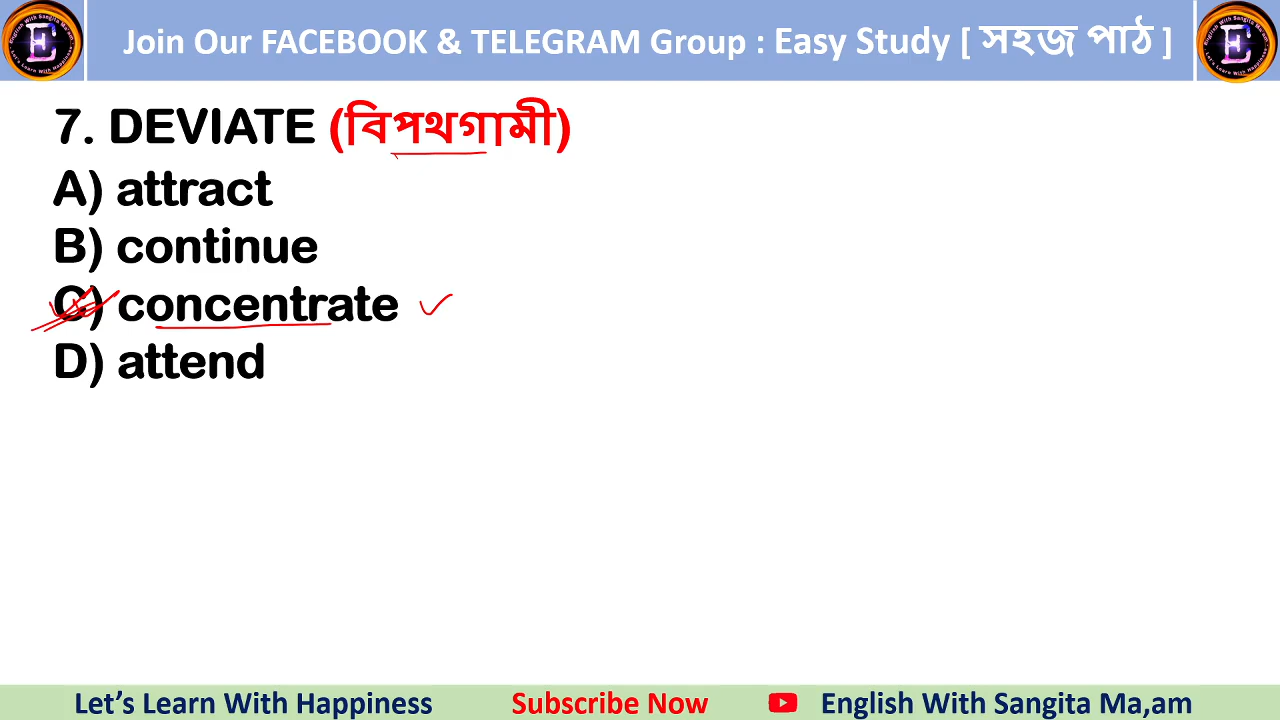 Join Our FACEBOOK & TELEGRAM Group : Easy Study [ সহজ পাঠ ]
7. DEVIATE (বিপথগামী)
A) attract
B) continue
C) concentrate
D) attend
Let's Learn With Happiness Subscribe Now English With Sangita Ma,am